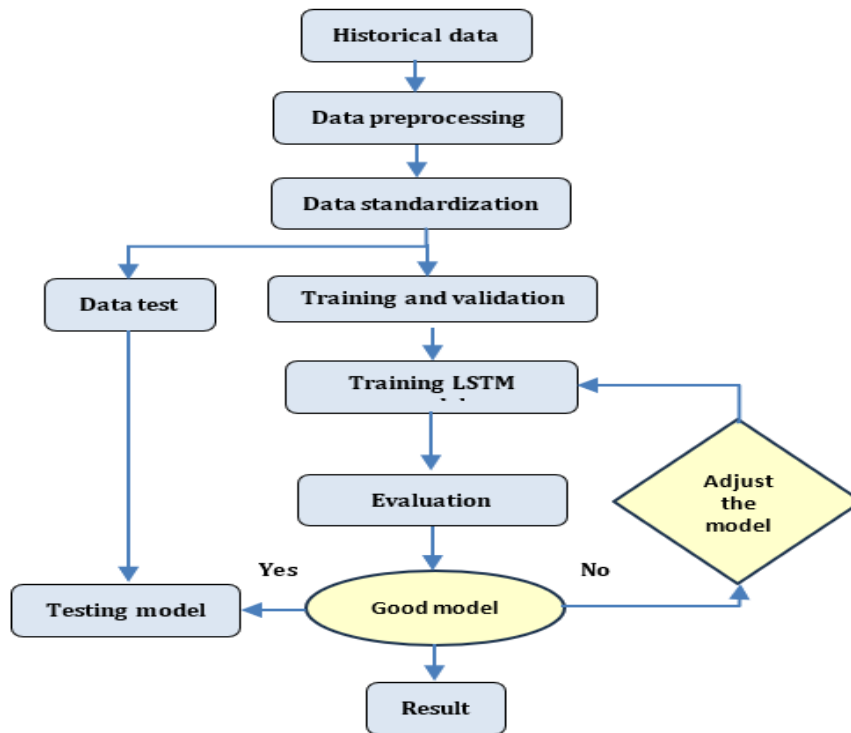 Historical data
Data preprocessing
Data standardization
Data test
Training and validation
Training LSTM
Adjust
the
model
Evaluation
Yes
No
Testing model
Good model
Result